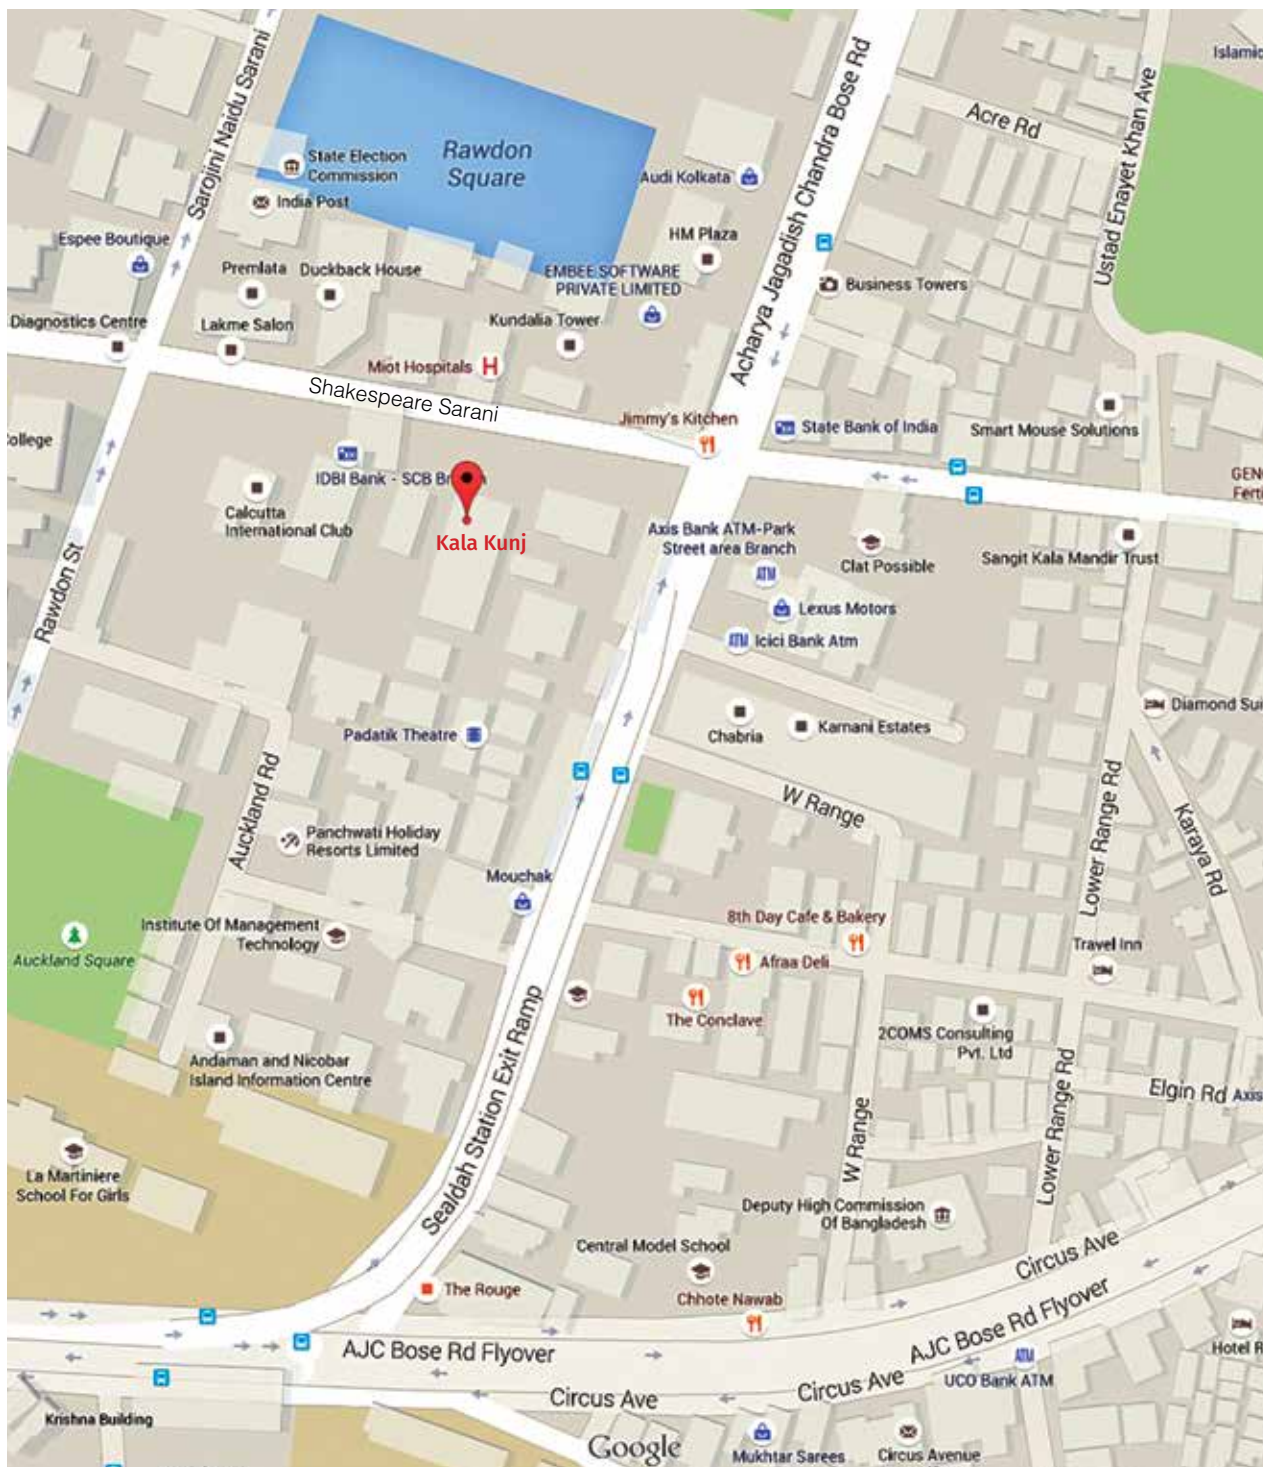 Islamic
Sarojini Naidu Sarani
Acharya Jagadish Chandra Bose Rd
Ustad Enayet Khan Ave
Acre Rd
State Election
Commission
Rawdon
Square
Audi Kolkata
India Post
HM Plaza
Espee Boutique
Premlata
Duckback House
EMBEE SOFTWARE
PRIVATE LIMITED
Business Towers
Diagnostics Centre
Lakme Salon
Kundalia Tower
Miot Hospitals
Shakespeare Sarani
Jimmy's Kitchen
State Bank of India
Smart Mouse Solutions
ollege
IDBI Bank - SCB Br
GEN
Ferti
Calcutta
International Club
Kala Kunj
Axis Bank ATM-Park
Street area Branch
ATM
Clat Possible
Sangit Kala Mandir Trust
Rawdon St
Lexus Motors
ATM
Icici Bank Atm
Diamond Sui
Chabria
Karnani Estates
Padatik Theatre
Auckland Rd
W Range
Lower Range Rd
Karaya Rd
Panchwati Holiday
Resorts Limited
Mouchak
Institute Of Management
Technology
8th Day Cafe & Bakery
Afraa Deli
Travel Inn
Auckland Square
The Conclave
2COMS Consulting
Pvt. Ltd
Andaman and Nicobar
Island Information Centre
Sealdah Station Exit Ramp
W Range
Lower Range Rd
Elgin Rd
Axis
La Martiniere
School For Girls
Deputy High Commission
Of Bangladesh
Central Model School
Circus Ave
The Rouge
Chhote Nawab
AJC Bose Rd Flyover
AJC Bose Rd Flyover
Hotel R
ATM
UCO Bank ATM
Circus Ave
Circus Ave
Krishna Building
Google
Mukhtar Sarees
Circus Avenue